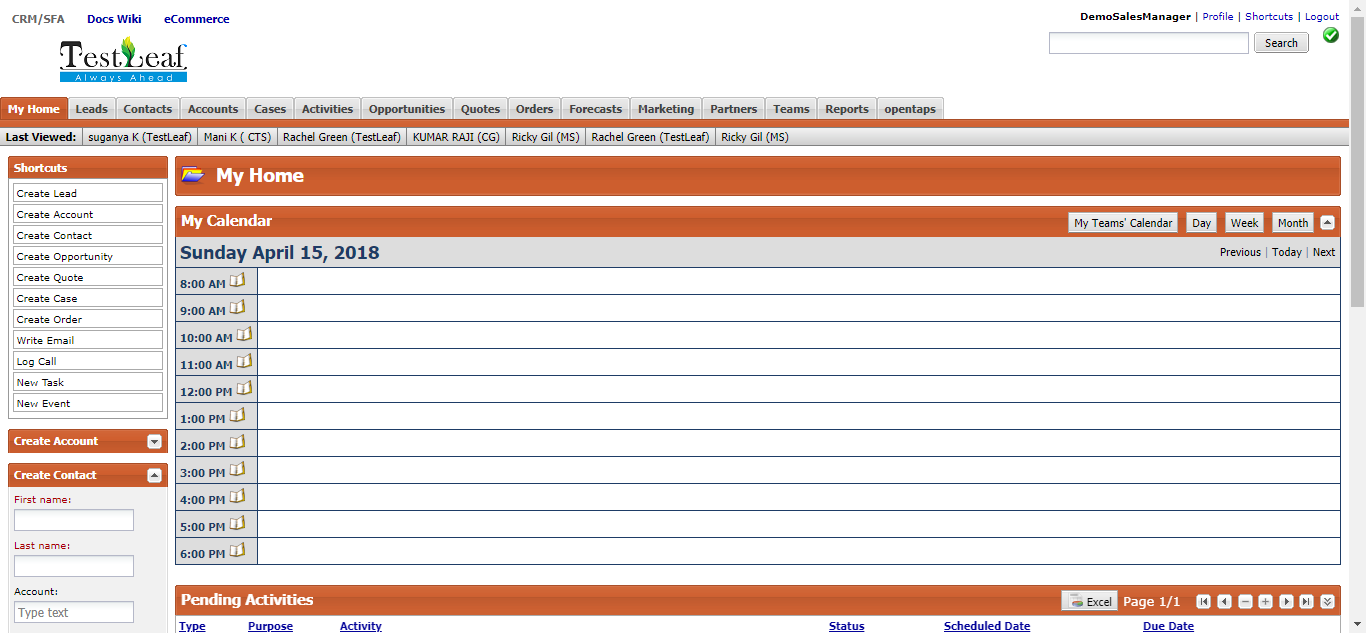 CRM/SFA Docs Wiki eCommerce
DemoSalesManager | Profile | Shortcuts | Logout
TestLeaf
Always Ahead
Search
My Home Leads Contacts Accounts Cases Activities Opportunities Quotes Orders Forecasts Marketing Partners Teams Reports opentaps
Last Viewed: suganya K (TestLeaf) Mani K ( CTS) Rachel Green (TestLeaf) KUMAR RAJI (CG) Ricky Gil (MS) Rachel Green (TestLeaf) Ricky Gil (MS)
Shortcuts
Create Lead
Create Account
Create Contact
Create Opportunity
Create Quote
Create Case
Create Order
Write Email
Log Call
New Task
New Event
Create Account
Create Contact
First name:
Last name:
Account:
Type text
My Home
My Calendar My Teams' Calendar Day Week Month
Sunday April 15, 2018 Previous | Today | Next
8:00 AM
9:00 AM
10:00 AM
11:00 AM
12:00 PM
1:00 PM
2:00 PM
3:00 PM
4:00 PM
5:00 PM
6:00 PM
Pending Activities Excel Page 1/1
Type Purpose Activity Status Scheduled Date Due Date